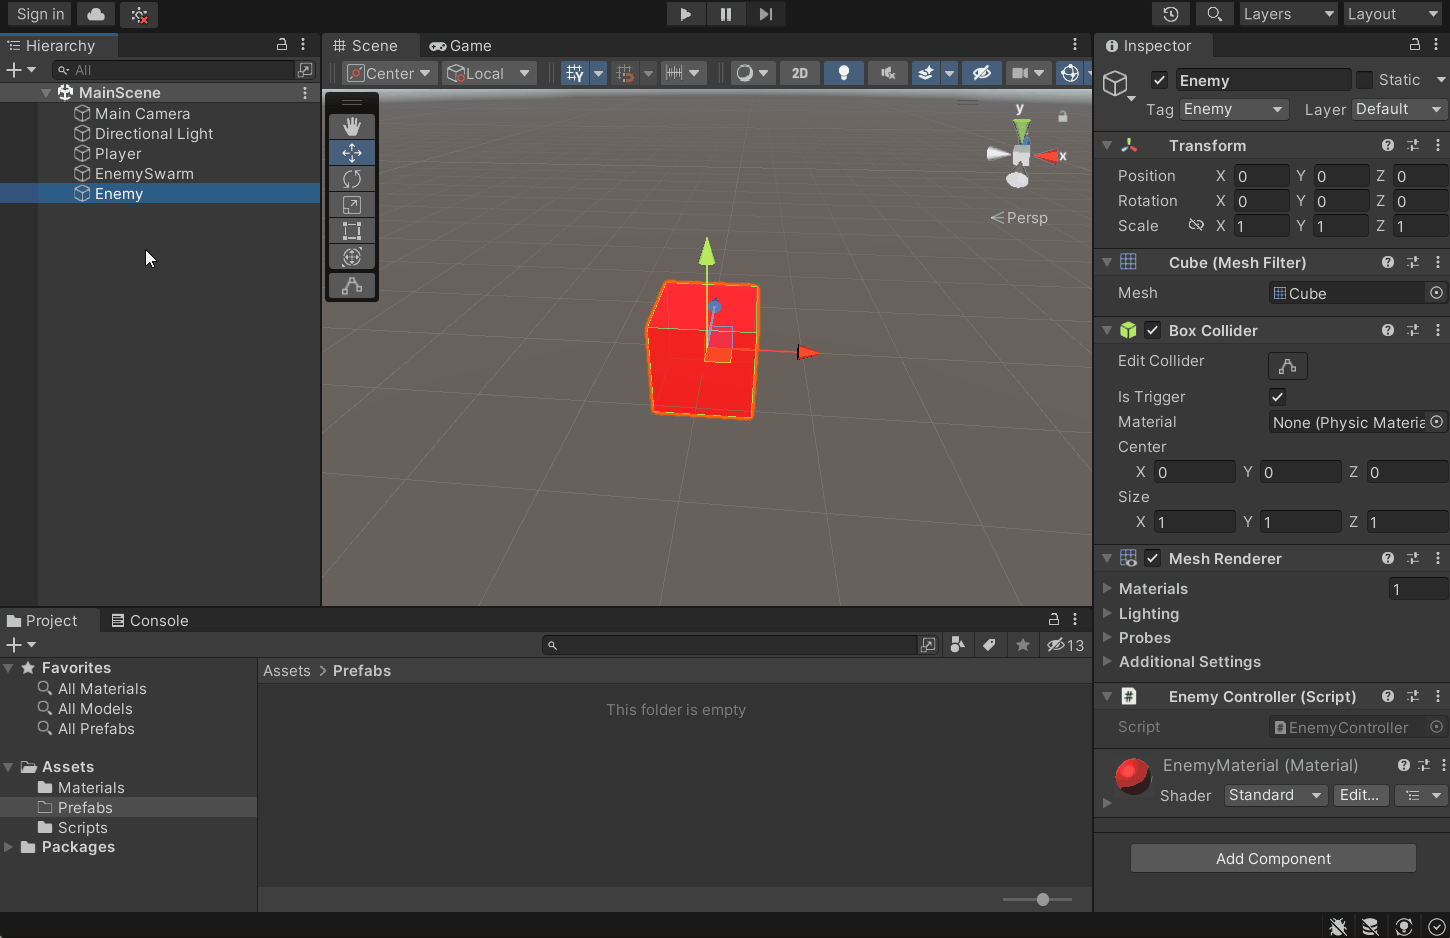 Sign in
Layers
Layout
Hierarchy
All
MainScene
Main Camera
Directional Light
Player
EnemySwarm
Enemy
Scene
Game
Center
Local
2D
y
x
Persp
Project
Console
13
Favorites
All Materials
All Models
All Prefabs
Assets
Materials
Prefabs
Scripts
Packages
Assets > Prefabs
This folder is empty
Inspector
Enemy
Static
Tag Enemy Layer Default
Transform
Position X 0 Y 0 Z 0
Rotation X 0 Y 0 Z 0
Scale X 1 Y 1 Z 1
Cube (Mesh Filter)
Mesh Cube
Box Collider
Edit Collider
Is Trigger
Material None (Physic Materia
Center
X 0 Y 0 Z 0
Size
X 1 Y 1 Z 1
Mesh Renderer
Materials 1
Lighting
Probes
Additional Settings
# Enemy Controller (Script)
Script EnemyController
EnemyMaterial (Material)
Shader Standard Edit...
Add Component